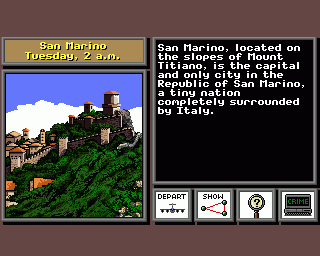 San Marino
Tuesday, 2 a.m.
San Marino, located on
the slopes of Mount
Titiano, is the capital
and only city in the
Republic of San Marino,
a tiny nation
completely surrounded
by Italy.
DEPART
SHOW
CRIME